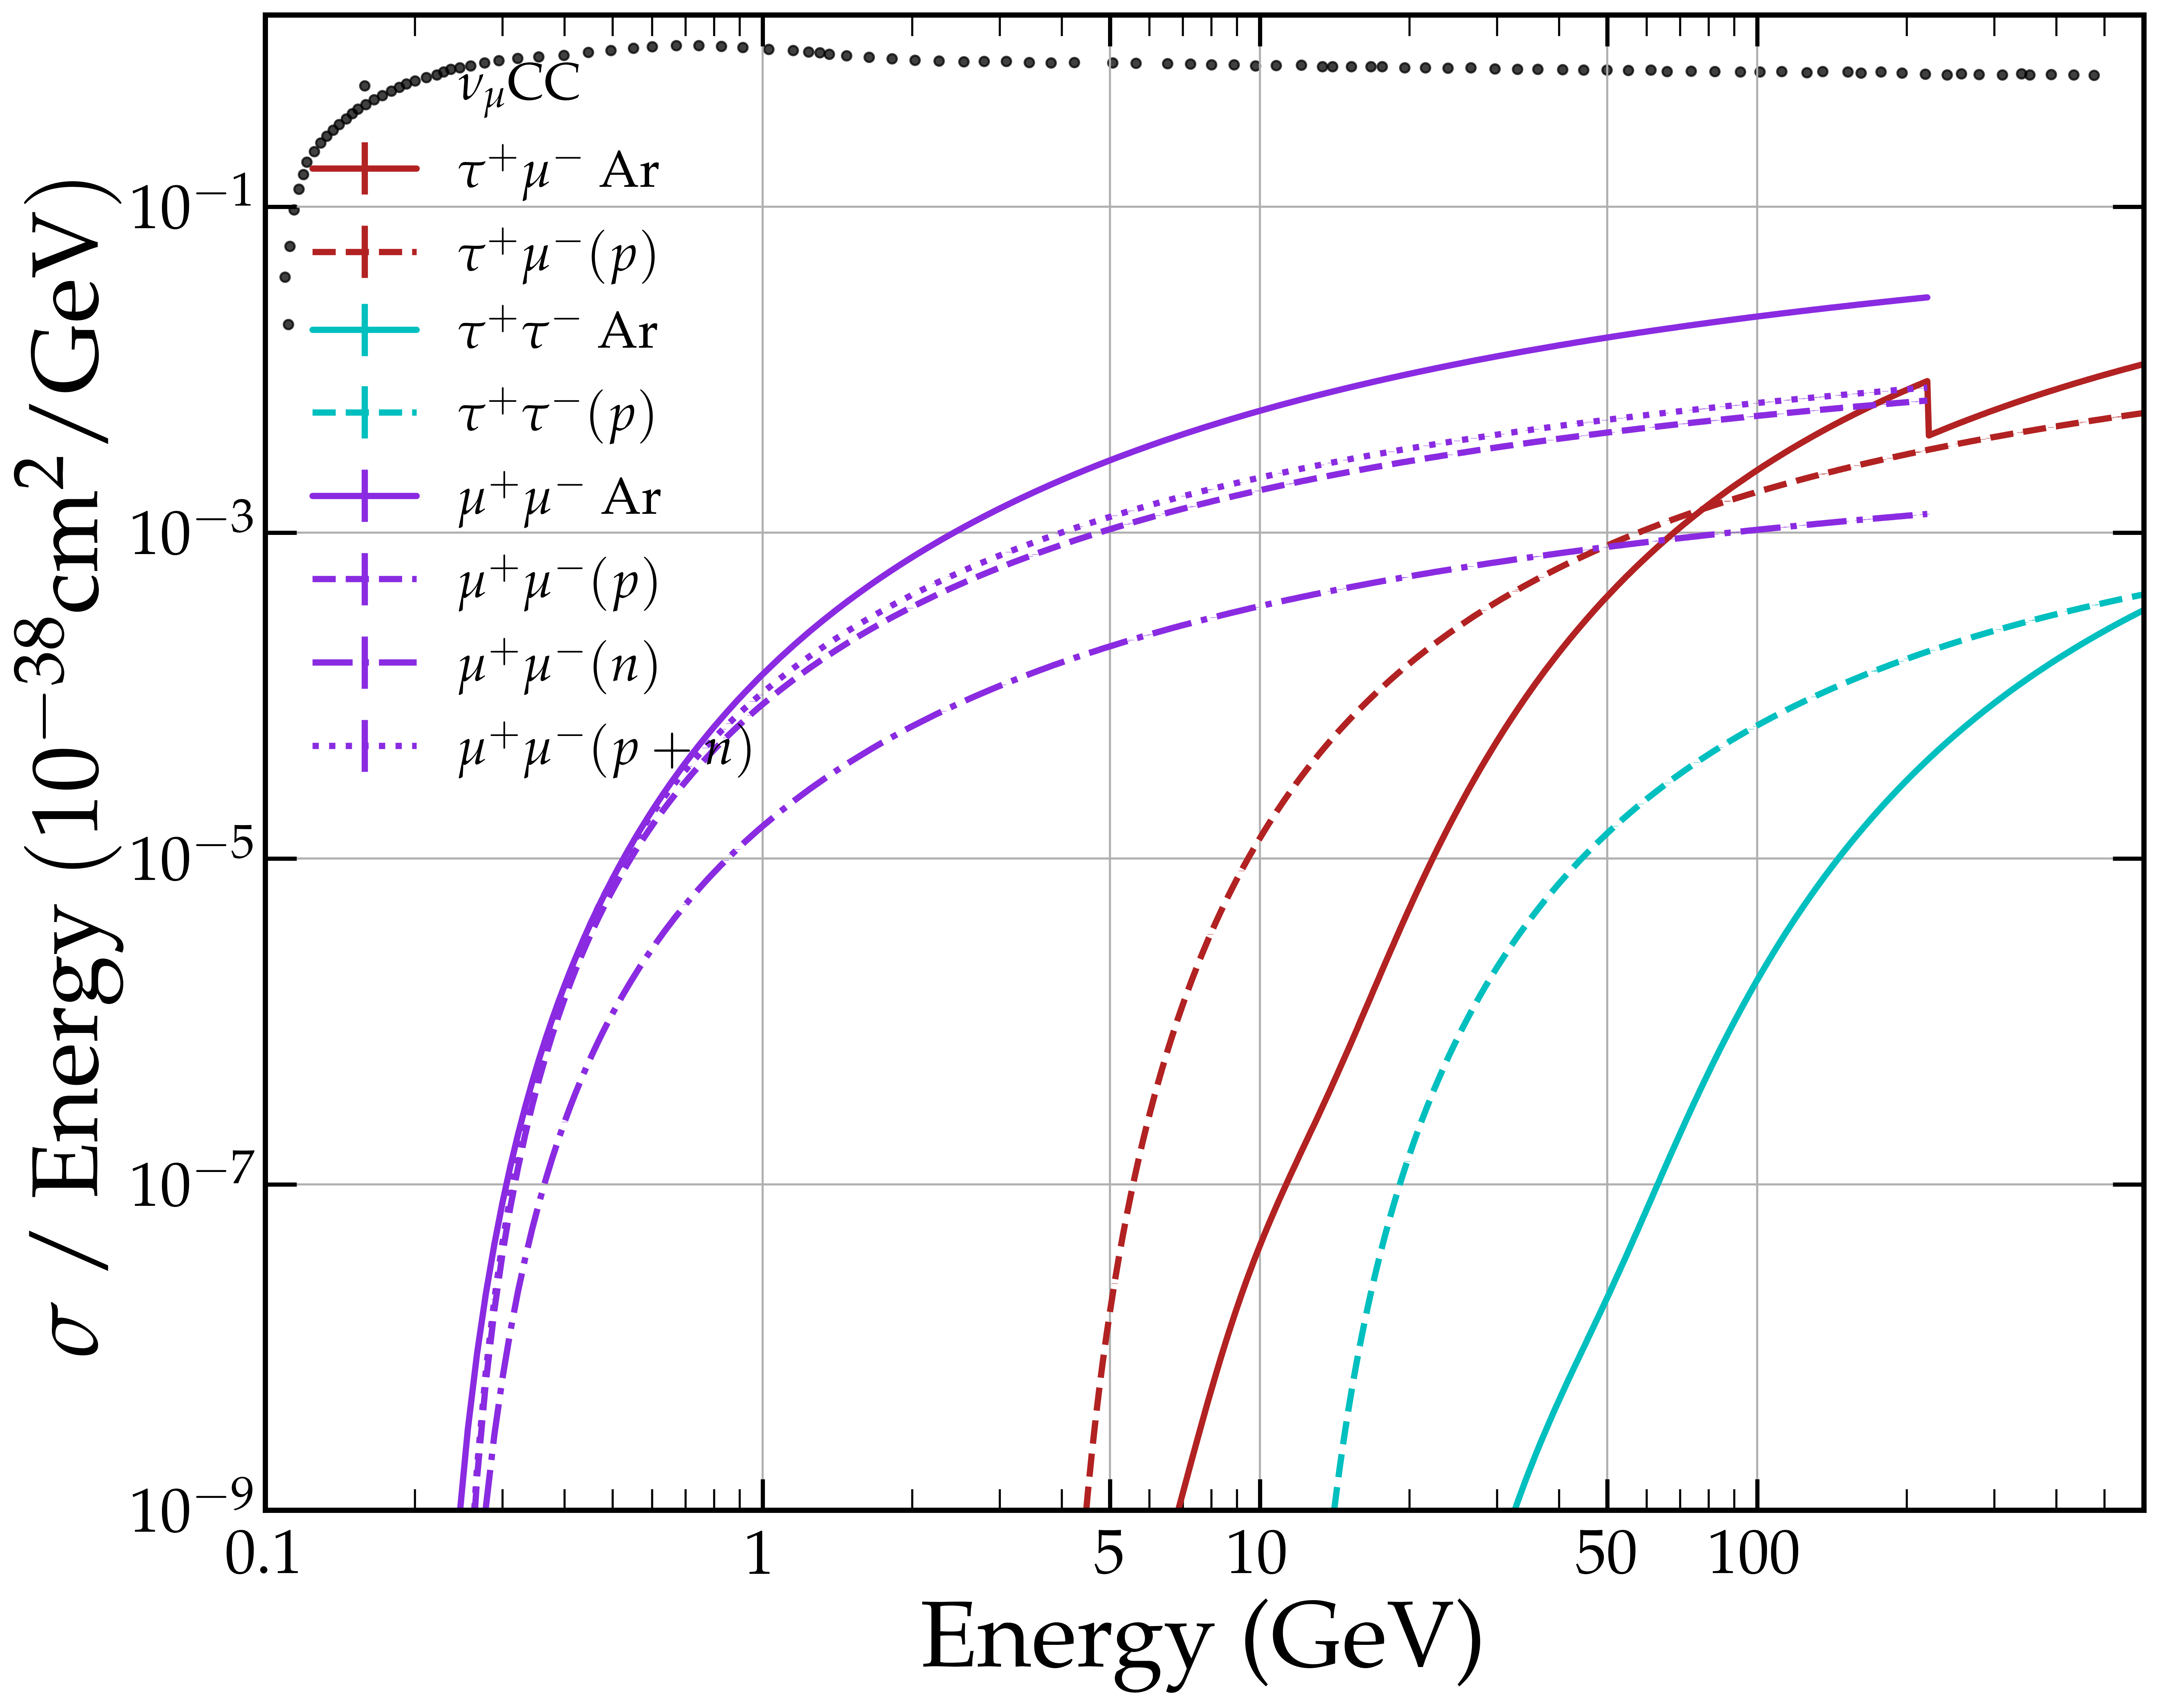 σ / Energy (10⁻³⁸cm²/GeV)
10⁻¹
10⁻³
10⁻⁵
10⁻⁷
10⁻⁹
ν_μCC
τ⁺μ⁻ Ar
τ⁺μ⁻(p)
τ⁺τ⁻ Ar
τ⁺τ⁻(p)
μ⁺μ⁻ Ar
μ⁺μ⁻(p)
μ⁺μ⁻(n)
μ⁺μ⁻(p + n)
0.1 1 5 10 50 100
Energy (GeV)